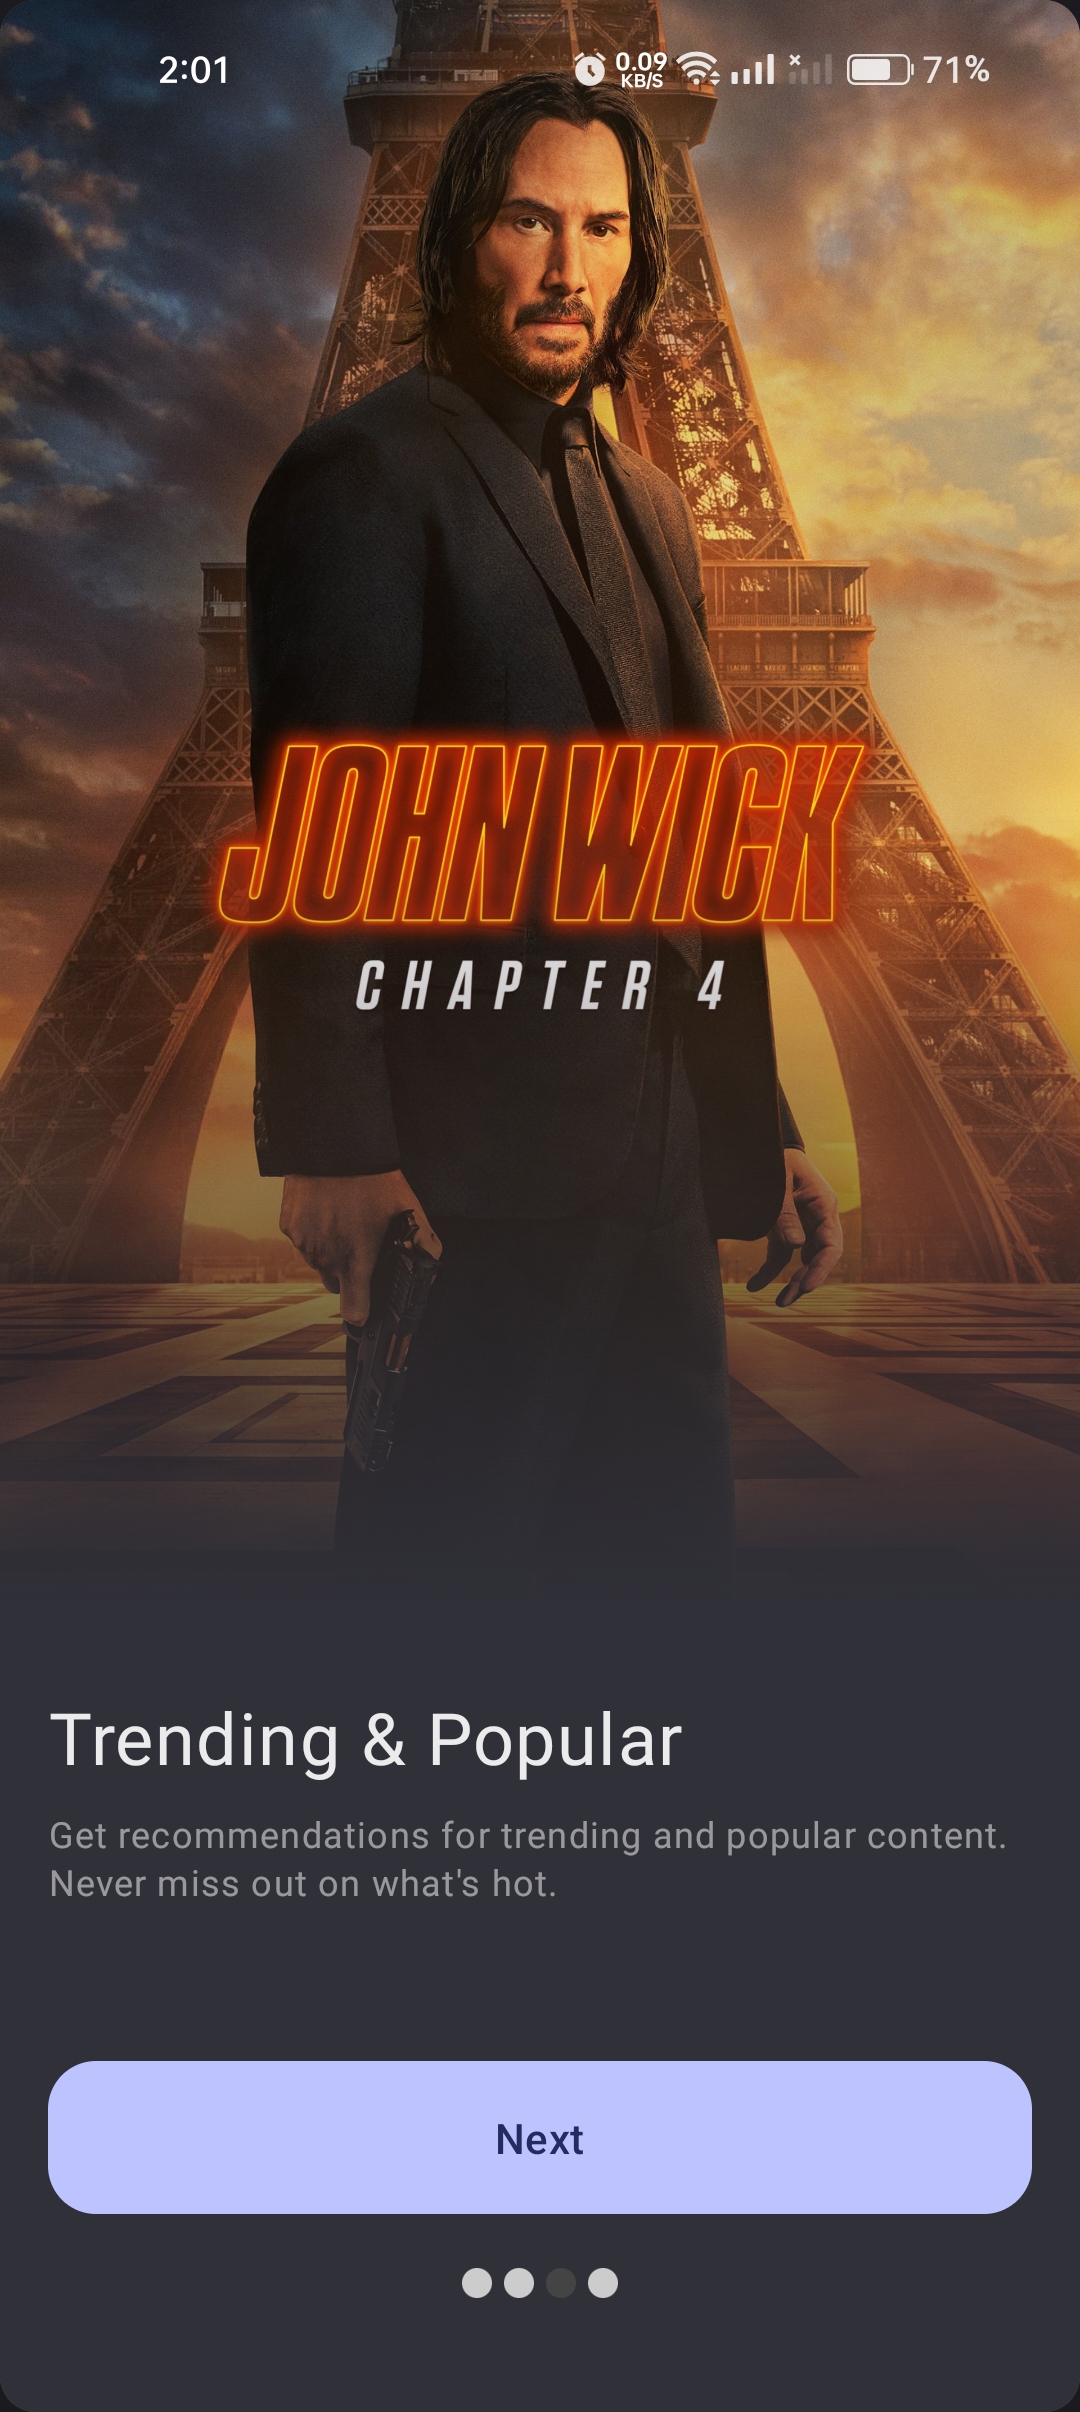 2:01
0.09
KB/S
71%
JOHN WICK
CHAPTER 4
Trending & Popular
Get recommendations for trending and popular content.
Never miss out on what's hot.
Next